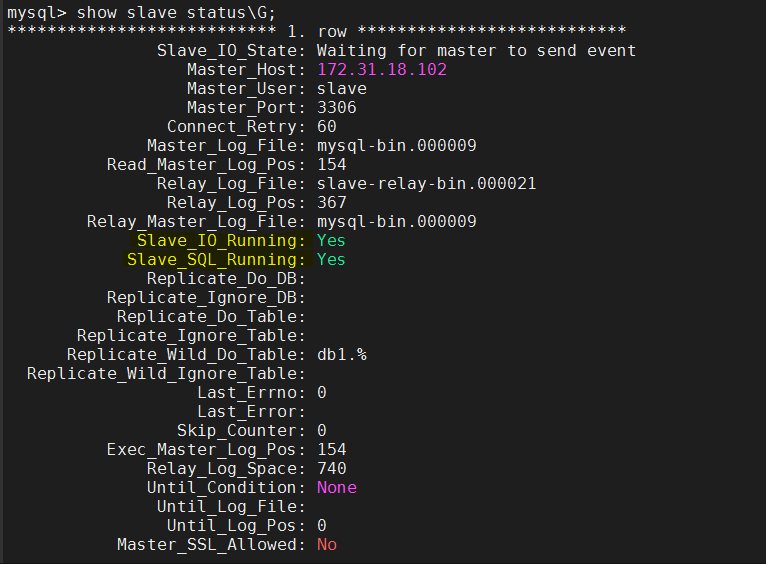 mysql> show slave status\G;
*************************** 1. row ***************************
Slave_IO_State: Waiting for master to send event
Master_Host: 172.31.18.102
Master_User: slave
Master_Port: 3306
Connect_Retry: 60
Master_Log_File: mysql-bin.000009
Read_Master_Log_Pos: 154
Relay_Log_File: slave-relay-bin.000021
Relay_Log_Pos: 367
Relay_Master_Log_File: mysql-bin.000009
Slave_IO_Running: Yes
Slave_SQL_Running: Yes
Replicate_Do_DB:
Replicate_Ignore_DB:
Replicate_Do_Table:
Replicate_Ignore_Table:
Replicate_Wild_Do_Table: db1.%
Replicate_Wild_Ignore_Table:
Last_Errno: 0
Last_Error:
Skip_Counter: 0
Exec_Master_Log_Pos: 154
Relay_Log_Space: 740
Until_Condition: None
Until_Log_File:
Until_Log_Pos: 0
Master_SSL_Allowed: No